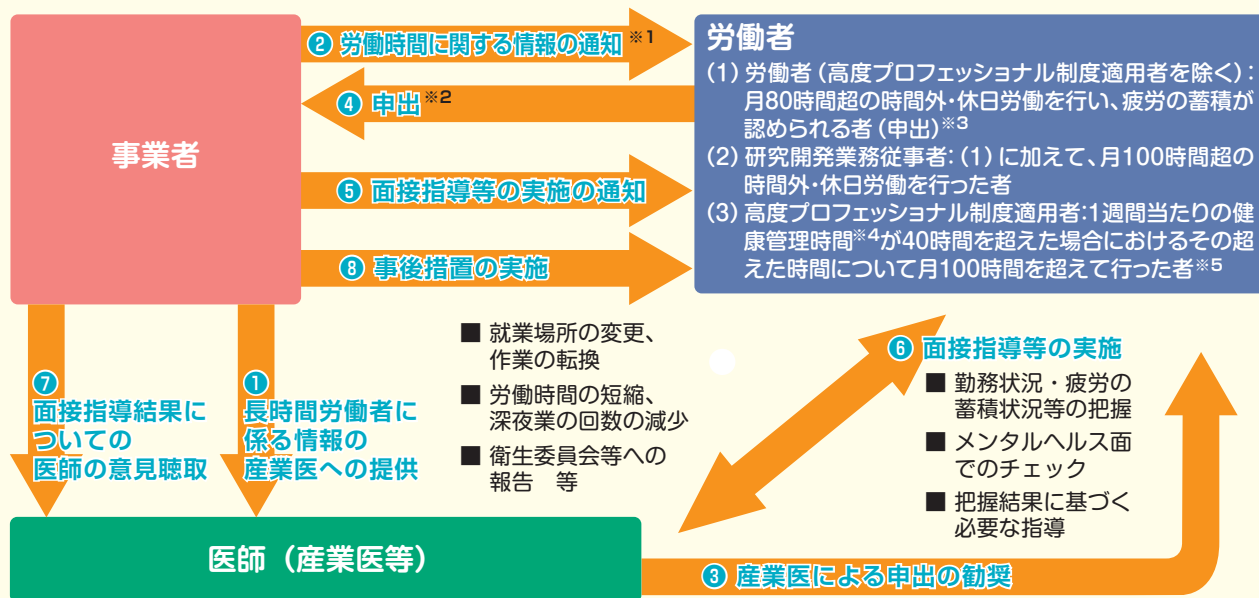 事業者
② 労働時間に関する情報の通知※1
④ 申出※2
⑤ 面接指導等の実施の通知
⑧ 事後措置の実施
労働者
(1) 労働者(高度プロフェッショナル制度適用者を除く):
月80時間超の時間外・休日労働を行い、疲労の蓄積が
認められる者(申出)※3
(2) 研究開発業務従事者:(1)に加えて、月100時間超の
時間外・休日労働を行った者
(3) 高度プロフェッショナル制度適用者:1週間当たりの健
康管理時間※4が40時間を超えた場合におけるその超
えた時間について月100時間を超えて行った者※5
■ 就業場所の変更、
作業の転換
■ 労働時間の短縮、
深夜業の回数の減少
■ 衛生委員会等への
報告 等
⑦
面接指導結果に
ついての
医師の意見聴取
①
長時間労働者に
係る情報の
産業医への提供
⑥ 面接指導等の実施
■ 勤務状況・疲労の
蓄積状況等の把握
■ メンタルヘルス面
でのチェック
■ 把握結果に基づく
必要な指導
医師(産業医等)
③ 産業医による申出の勧奨